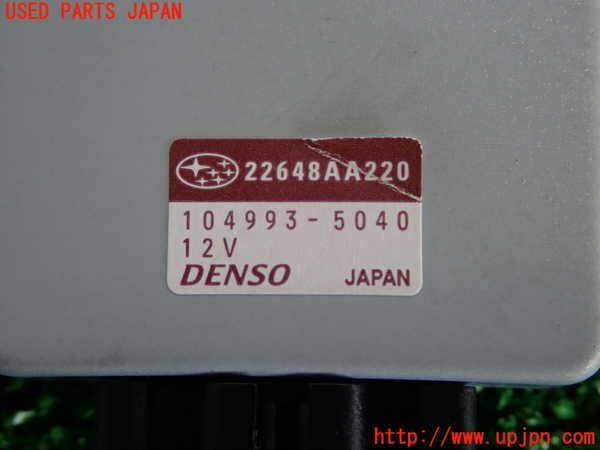 USED PARTS JAPAN
22648AA220
104993-5040
12V
DENSO JAPAN
http://www.upjpn.com/